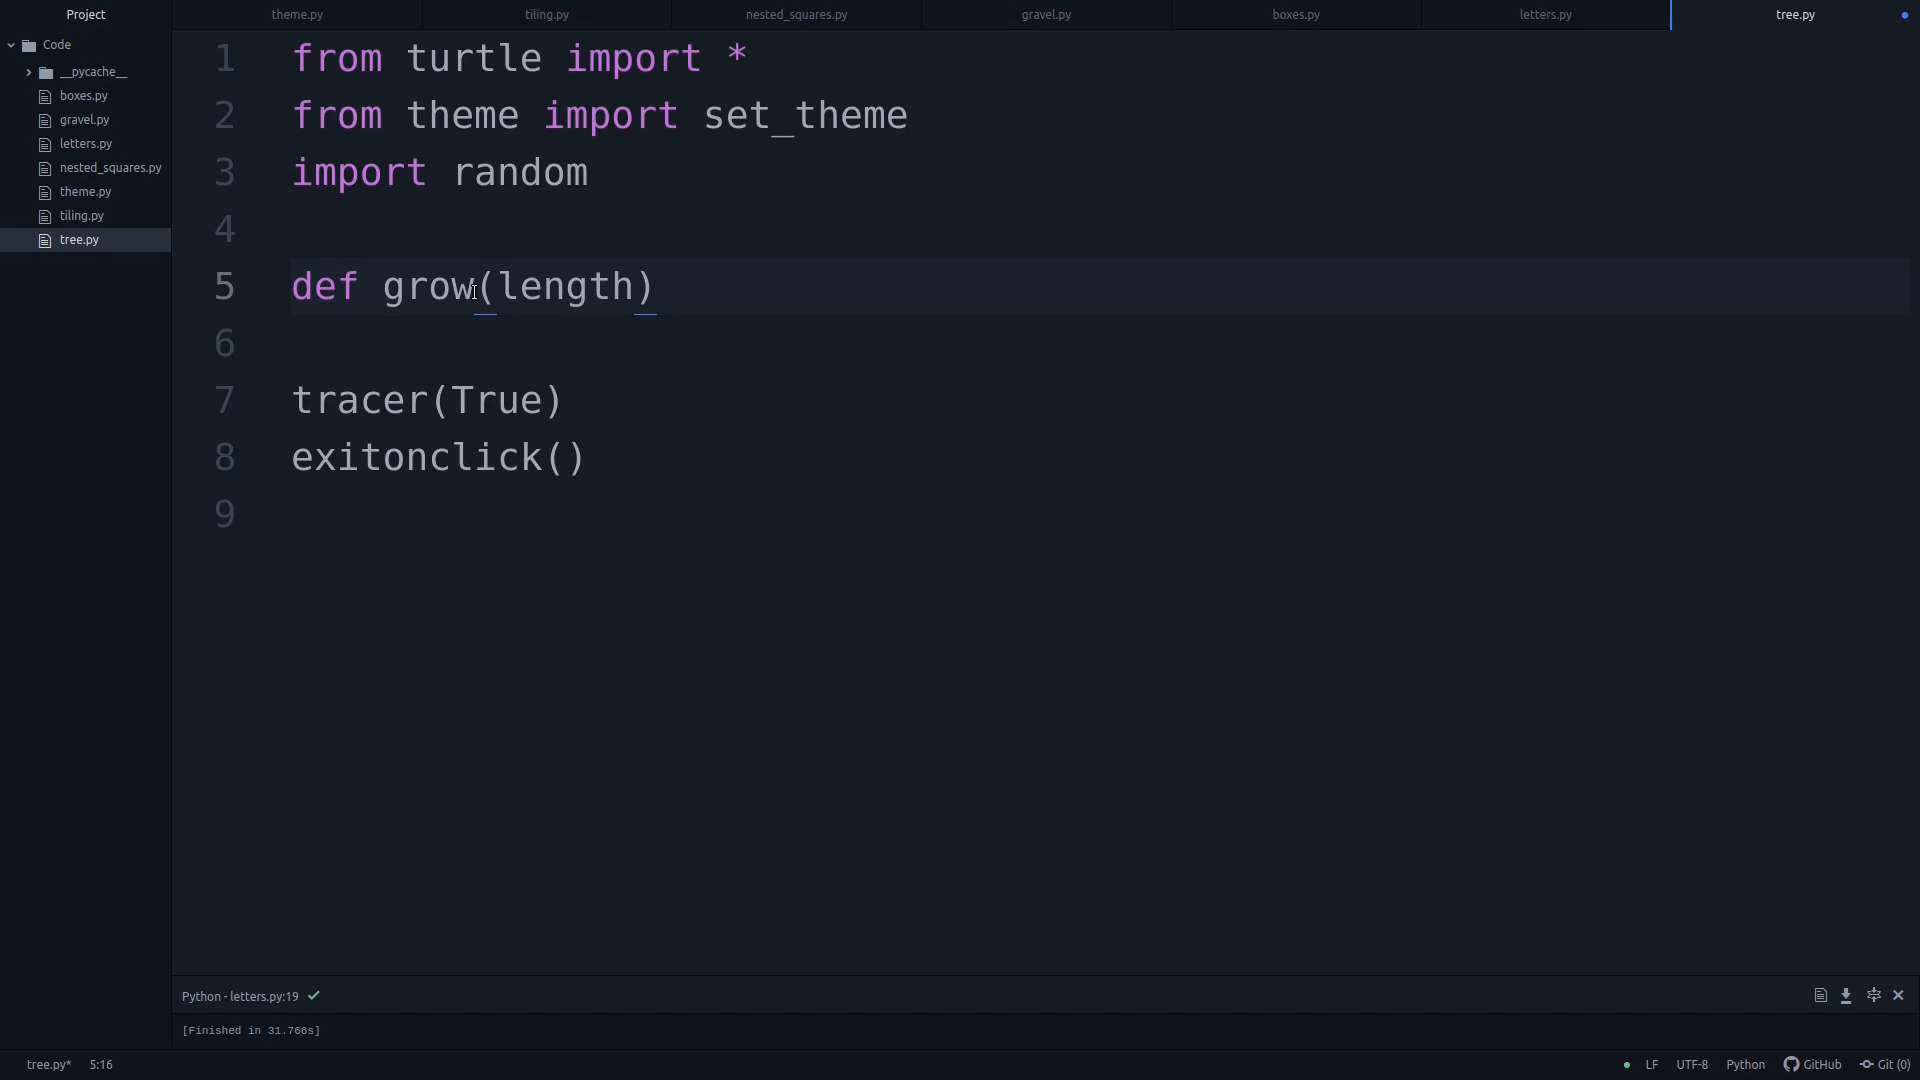 Project
theme.py
tiling.py
nested_squares.py
gravel.py
boxes.py
letters.py
tree.py
Code
__pycache__
boxes.py
gravel.py
letters.py
nested_squares.py
theme.py
tiling.py
tree.py
1 from turtle import *
2 from theme import set_theme
3 import random
4
5 def grow(length)
6
7 tracer(True)
8 exitonclick()
9
Python - letters.py:19
[Finished in 31.766s]
tree.py* 5:16
LF UTF-8 Python GitHub Git (0)